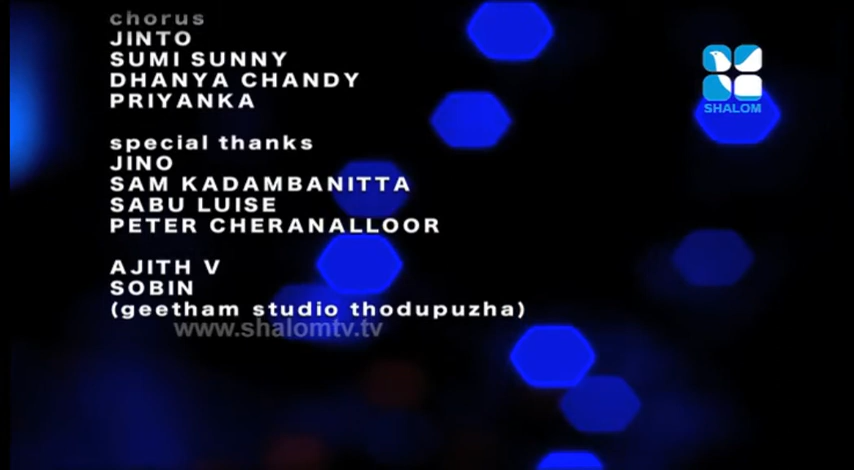 chorus
JINTO
SUMI SUNNY
DHANYA CHANDY
PRIYANKA
special thanks
JINO
SAM KADAMBANITTA
SABU LUISE
PETER CHERANALLOOR
AJITH V
SOBIN
(geetham studio thodupuzha)
www.shalomtv.tv
SHALOM